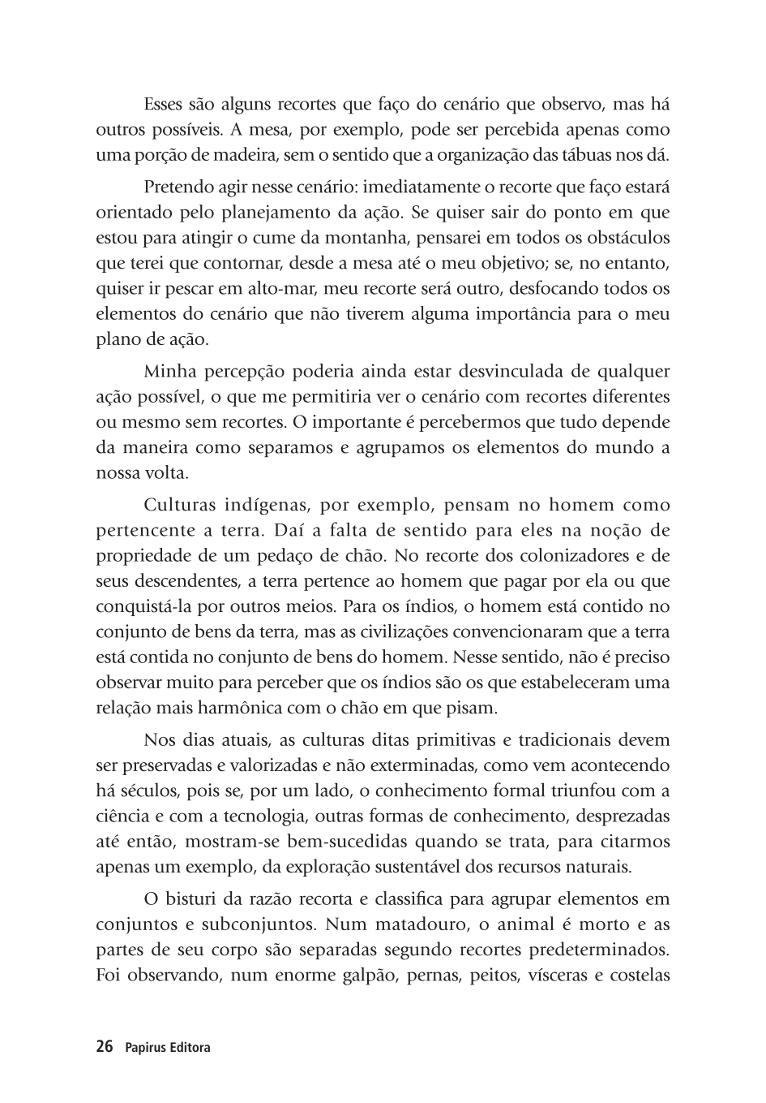 Esses são alguns recortes que faço do cenário que observo, mas há
outros possíveis. A mesa, por exemplo, pode ser percebida apenas como
uma porção de madeira, sem o sentido que a organização das tábuas nos dá.
Pretendo agir nesse cenário: imediatamente o recorte que faço estará
orientado pelo planejamento da ação. Se quiser sair do ponto em que
estou para atingir o cume da montanha, pensarei em todos os obstáculos
que terei que contornar, desde a mesa até o meu objetivo; se, no entanto,
quiser ir pescar em alto-mar, meu recorte será outro, desfocando todos os
elementos do cenário que não tiverem alguma importância para o meu
plano de ação.
Minha percepção poderia ainda estar desvinculada de qualquer
ação possível, o que me permitiria ver o cenário com recortes diferentes
ou mesmo sem recortes. O importante é percebermos que tudo depende
da maneira como separamos e agrupamos os elementos do mundo a
nossa volta.
Culturas indígenas, por exemplo, pensam no homem como
pertencente a terra. Daí a falta de sentido para eles na noção de
propriedade de um pedaço de chão. No recorte dos colonizadores e de
seus descendentes, a terra pertence ao homem que pagar por ela ou que
conquistá-la por outros meios. Para os índios, o homem está contido no
conjunto de bens da terra, mas as civilizações convencionaram que a terra
está contida no conjunto de bens do homem. Nesse sentido, não é preciso
observar muito para perceber que os índios são os que estabeleceram uma
relação mais harmônica com o chão em que pisam.
Nos dias atuais, as culturas ditas primitivas e tradicionais devem
ser preservadas e valorizadas e não exterminadas, como vem acontecendo
há séculos, pois se, por um lado, o conhecimento formal triunfou com a
ciência e com a tecnologia, outras formas de conhecimento, desprezadas
até então, mostram-se bem-sucedidas quando se trata, para citarmos
apenas um exemplo, da exploração sustentável dos recursos naturais.
O bisturi da razão recorta e classifica para agrupar elementos em
conjuntos e subconjuntos. Num matadouro, o animal é morto e as
partes de seu corpo são separadas segundo recortes predeterminados.
Foi observando, num enorme galpão, pernas, peitos, vísceras e costelas
26 Papirus Editora